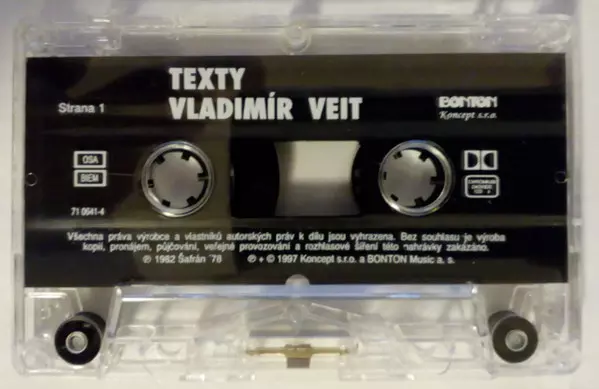 TEXTY
VLADIMÍR VEIT
Strana 1
BONTON
Koncept s.r.o.
OSA
BIEM
71 0641-4
Všechna práva výrobce a vlastníků autorských práv k dílu jsou vyhrazena. Bez souhlasu je výroba
kopií, pronájem, půjčování, veřejné provozování a rozhlasové šíření této nahrávky zakázáno.
℗ 1982 Šafrán '78
℗ + © 1997 Koncept s.r.o. a BONTON Music a. s.